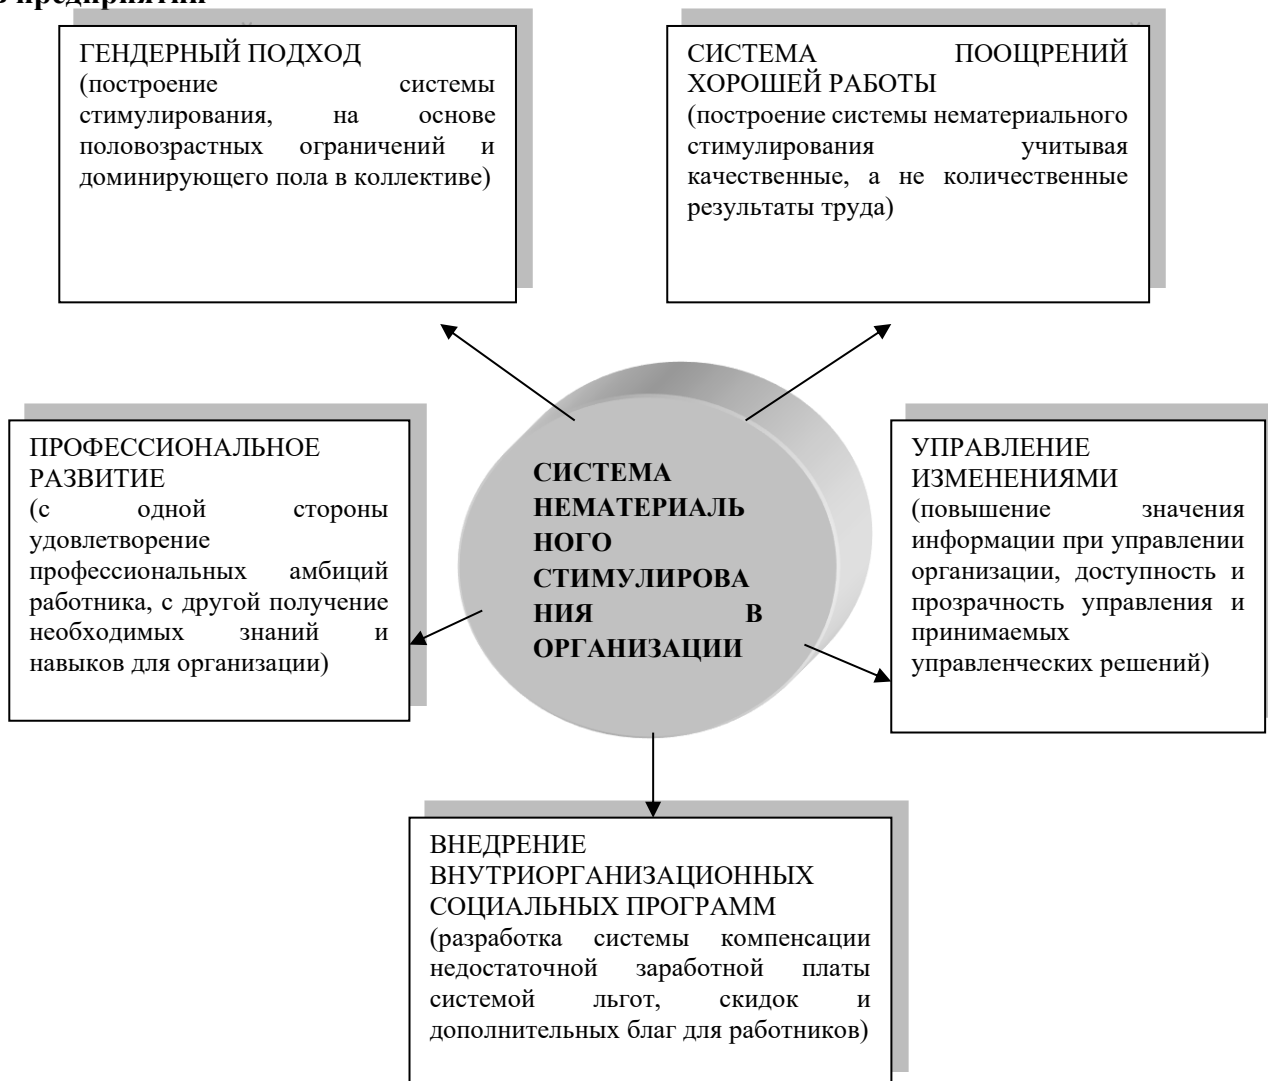 в предприятии
ГЕНДЕРНЫЙ ПОДХОД
(построение системы
стимулирования, на основе
половозрастных ограничений и
доминирующего пола в коллективе)
СИСТЕМА ПООЩРЕНИЙ
ХОРОШЕЙ РАБОТЫ
(построение системы нематериального
стимулирования учитывая
качественные, а не количественные
результаты труда)
ПРОФЕССИОНАЛЬНОЕ
РАЗВИТИЕ
(с одной стороны
удовлетворение
профессиональных амбиций
работника, с другой получение
необходимых знаний и
навыков для организации)
СИСТЕМА
НЕМАТЕРИАЛЬ
НОГО
СТИМУЛИРОВА
НИЯ В
ОРГАНИЗАЦИИ
УПРАВЛЕНИЕ
ИЗМЕНЕНИЯМИ
(повышение значения
информации при управлении
организации, доступность и
прозрачность управления и
принимаемых
управленческих решений)
ВНЕДРЕНИЕ
ВНУТРИОРГАНИЗАЦИОННЫХ
СОЦИАЛЬНЫХ ПРОГРАММ
(разработка системы компенсации
недостаточной заработной платы
системой льгот, скидок и
дополнительных благ для работников)